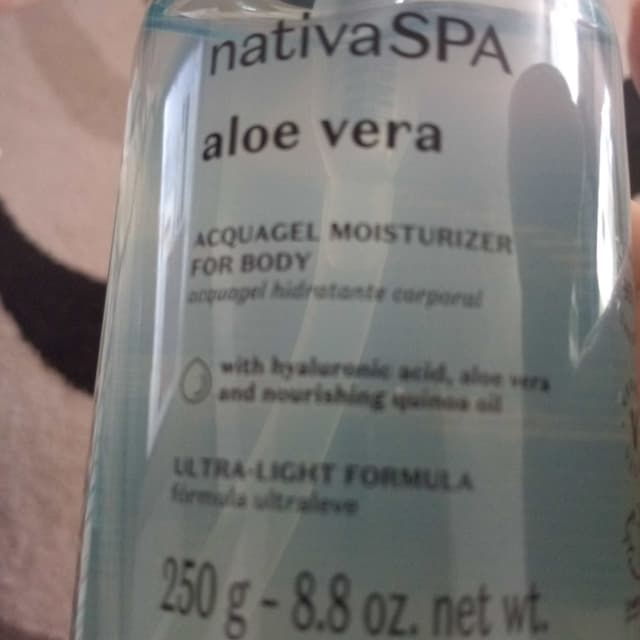 nativaSPA
aloe vera
ACQUAGEL MOISTURIZER
FOR BODY
acquagel hidratante corporal
with hyaluronic acid, aloe vera
and nourishing quinoa oil
ULTRA-LIGHT FORMULA
fórmula ultraleve
250 g - 8.8 oz. net wt.